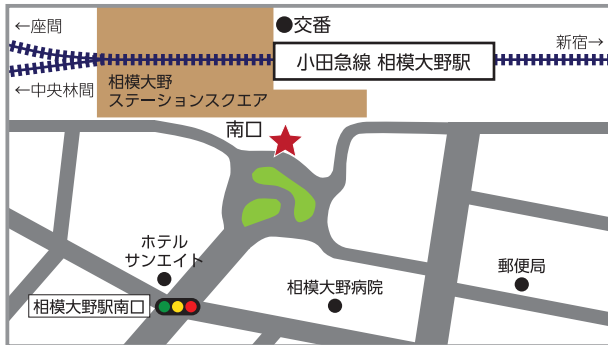 ←座間
交番
新宿→
小田急線 相模大野駅
←中央林間
相模大野
ステーションスクエア
南口
ホテル
サンエイト
郵便局
相模大野病院
相模大野駅南口